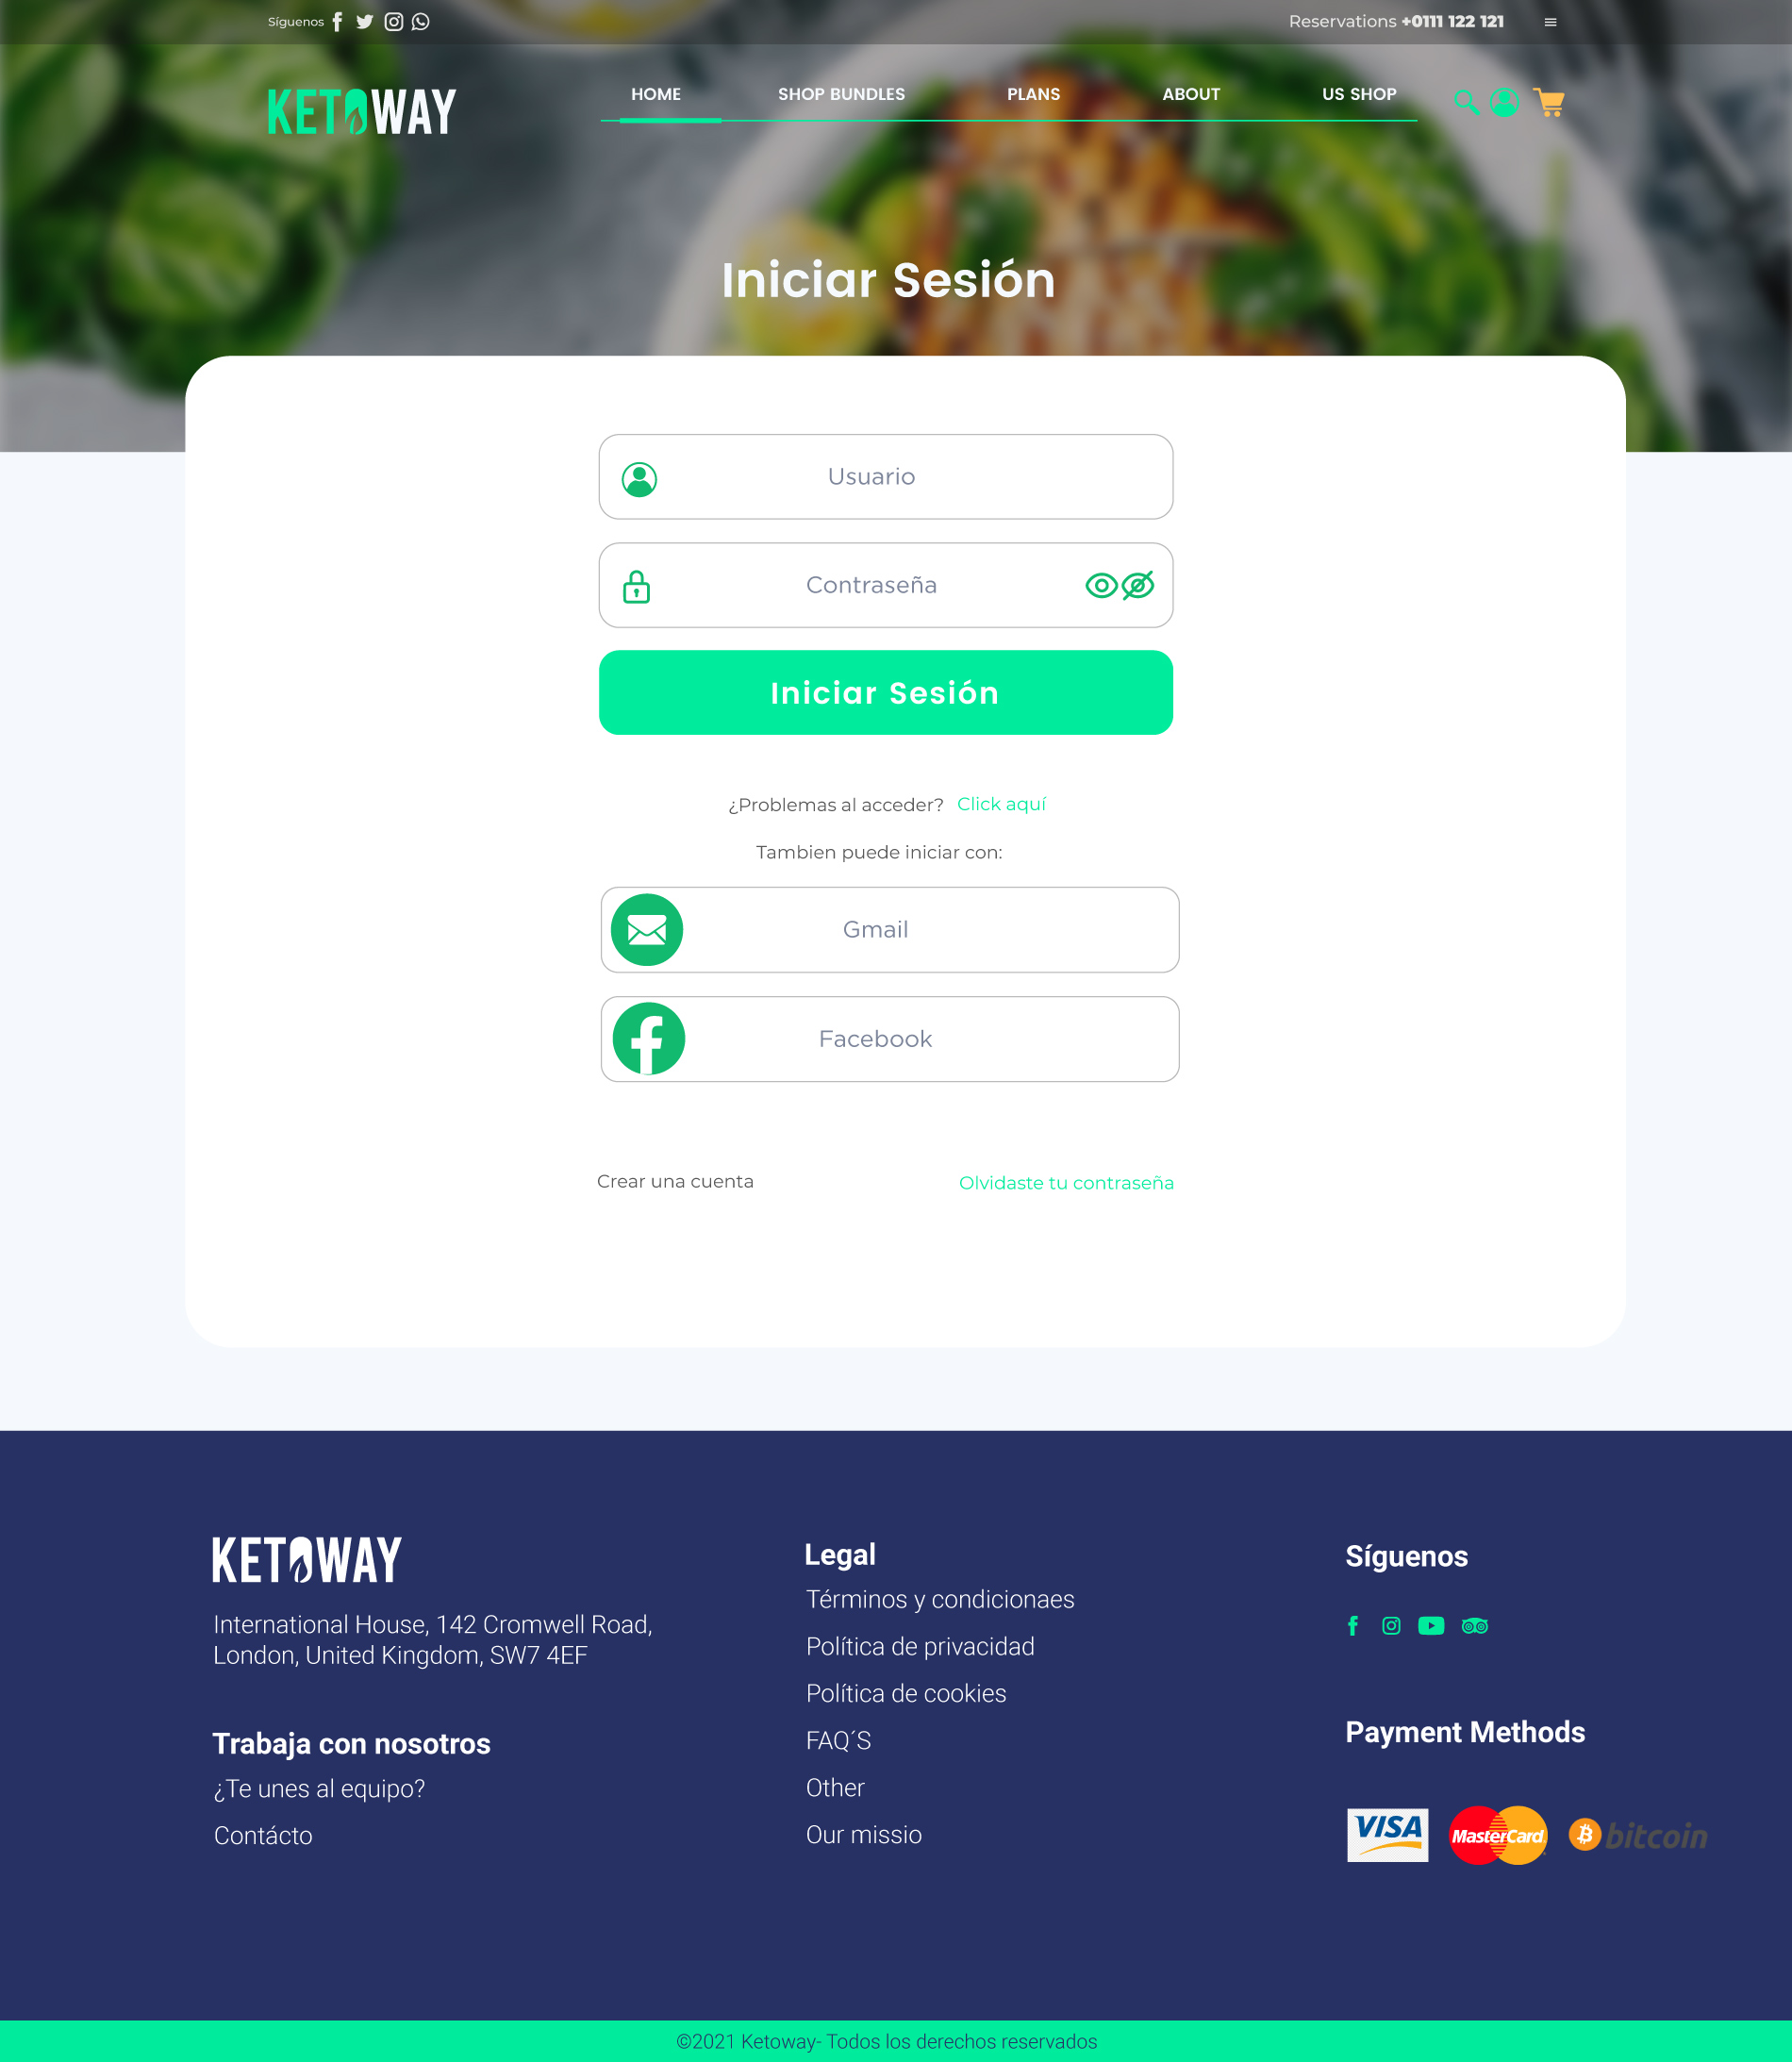 Síguenos
Reservations +0111 122 121
KETOWAY
HOME SHOP BUNDLES PLANS ABOUT US SHOP
Iniciar Sesión
Usuario
Contraseña
Iniciar Sesión
¿Problemas al acceder? Click aquí
Tambien puede iniciar con:
Gmail
Facebook
Crear una cuenta
Olvidaste tu contraseña
KETOWAY
International House, 142 Cromwell Road,
London, United Kingdom, SW7 4EF
Trabaja con nosotros
¿Te unes al equipo?
Contácto
Legal
Términos y condicionaes
Política de privacidad
Política de cookies
FAQ´S
Other
Our missio
Síguenos
Payment Methods
VISA
MasterCard
bitcoin
©2021 Ketoway- Todos los derechos reservados